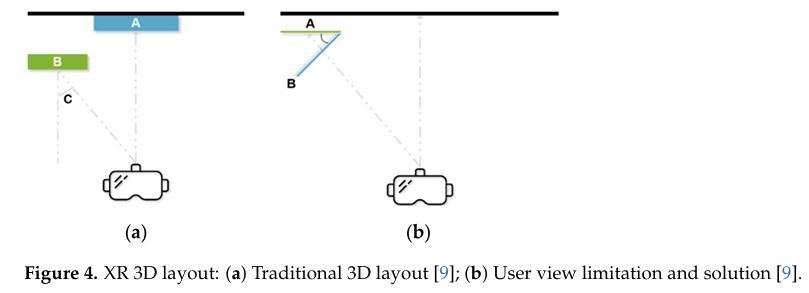 A
B
C
A
B
(a)
(b)
Figure 4. XR 3D layout: (a) Traditional 3D layout [9]; (b) User view limitation and solution [9].